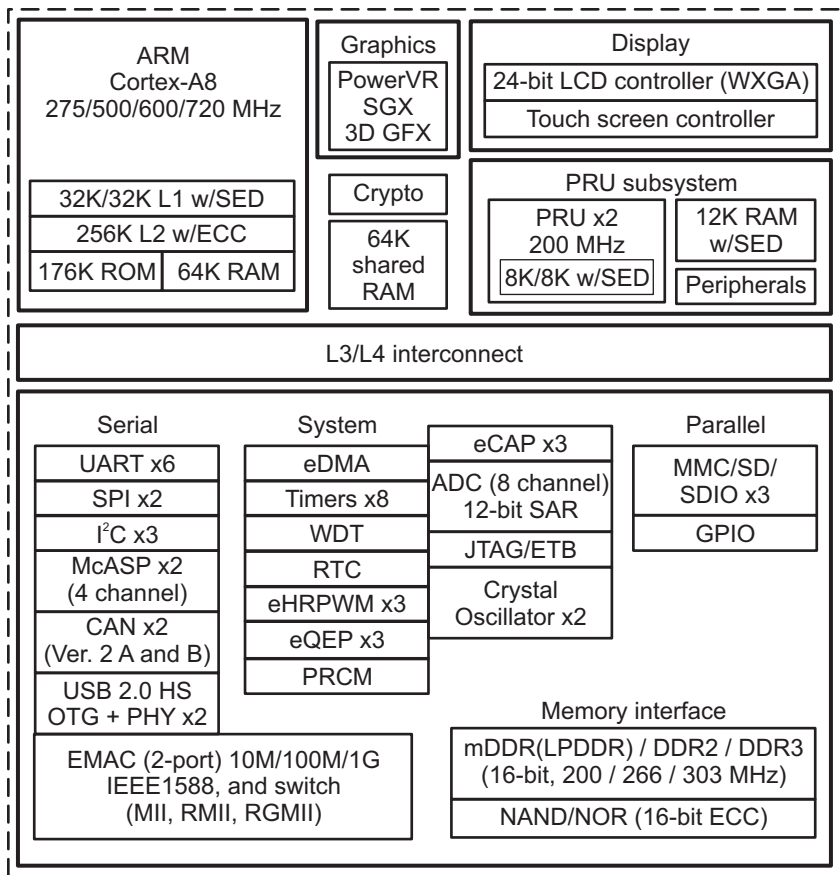 ARM
Cortex-A8
275/500/600/720 MHz
32K/32K L1 w/SED
256K L2 w/ECC
176K ROM
64K RAM
Graphics
PowerVR
SGX
3D GFX
Crypto
64K
shared
RAM
Display
24-bit LCD controller (WXGA)
Touch screen controller
PRU subsystem
PRU x2
200 MHz
8K/8K w/SED
12K RAM
w/SED
Peripherals
L3/L4 interconnect
Serial
UART x6
SPI x2
I²C x3
McASP x2
(4 channel)
CAN x2
(Ver. 2 A and B)
USB 2.0 HS
OTG + PHY x2
EMAC (2-port) 10M/100M/1G
IEEE1588, and switch
(MII, RMII, RGMII)
System
eDMA
Timers x8
WDT
RTC
eHRPWM x3
eQEP x3
PRCM
eCAP x3
ADC (8 channel)
12-bit SAR
JTAG/ETB
Crystal
Oscillator x2
Parallel
MMC/SD/
SDIO x3
GPIO
Memory interface
mDDR(LPDDR) / DDR2 / DDR3
(16-bit, 200 / 266 / 303 MHz)
NAND/NOR (16-bit ECC)